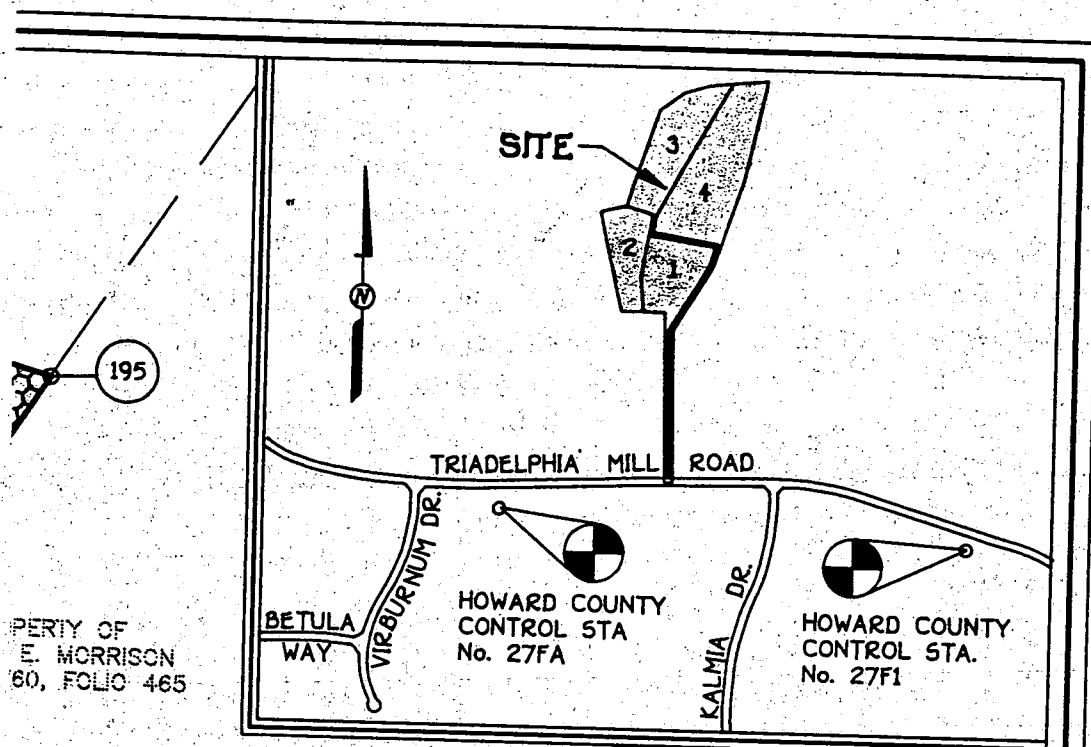 SITE
3
4
2
1
N
195
TRIADELPHIA MILL ROAD
VIRBURNUM DR.
BETULA
WAY
HOWARD COUNTY
CONTROL STA
No. 27FA
KALMIA DR.
HOWARD COUNTY
CONTROL STA.
No. 27F1
PERTY OF
E. MORRISON
60, FOLIO 465